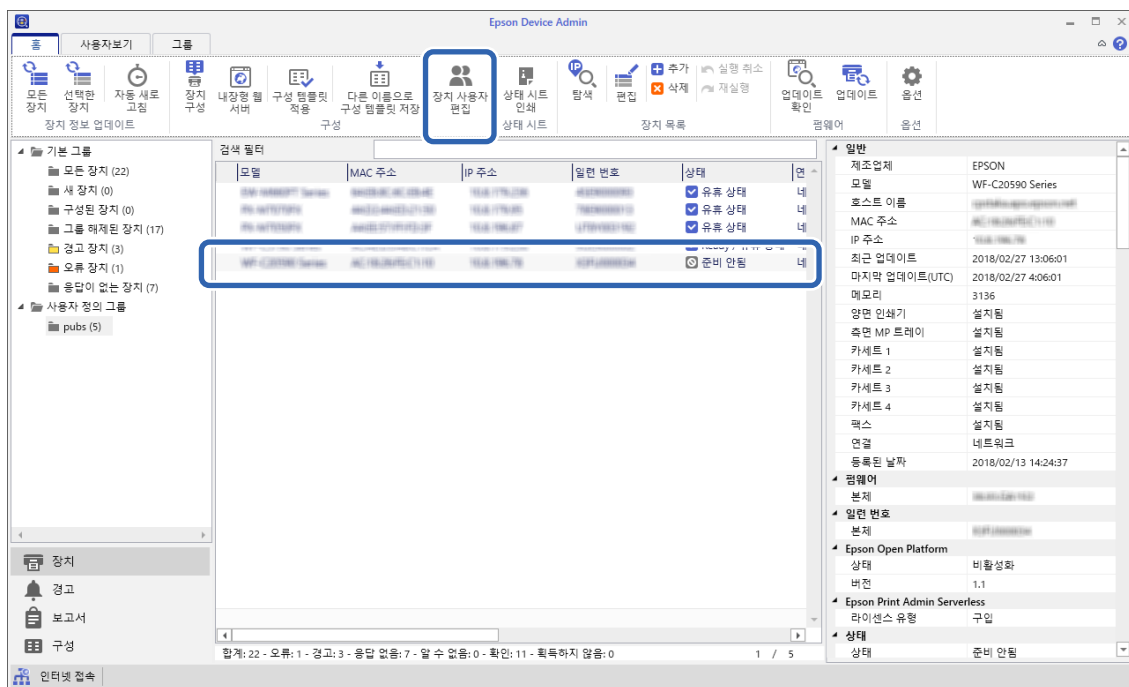 Epson Device Admin
홈 사용자보기 그룹
모든 장치
선택한 장치
자동 새로 고침
장치 정보 업데이트
장치 구성
내장형 웹 서버
구성 템플릿 적용
다른 이름으로 구성 템플릿 저장
구성
장치 사용자 편집
상태 시트 인쇄
상태 시트
IP
탐색
편집
추가
삭제
실행 취소
재실행
장치 목록
업데이트 확인
업데이트
펌웨어
옵션
옵션
기본 그룹
모든 장치 (22)
새 장치 (0)
구성된 장치 (0)
그룹 해제된 장치 (17)
경고 장치 (3)
오류 장치 (1)
응답이 없는 장치 (7)
사용자 정의 그룹
pubs (5)
장치
경고
보고서
구성
인터넷 접속
검색 필터
모델 MAC 주소 IP 주소 일련 번호 상태 연
유휴 상태 네
유휴 상태 네
유휴 상태 네
준비 안됨 네
합계: 22 - 오류: 1 - 경고: 3 - 응답 없음: 7 - 알 수 없음: 0 - 확인: 11 - 획득하지 않음: 0 1 / 5
일반
제조업체 EPSON
모델 WF-C20590 Series
호스트 이름
MAC 주소
IP 주소
최근 업데이트 2018/02/27 13:06:01
마지막 업데이트(UTC) 2018/02/27 4:06:01
메모리 3136
양면 인쇄기 설치됨
측면 MP 트레이 설치됨
카세트 1 설치됨
카세트 2 설치됨
카세트 3 설치됨
카세트 4 설치됨
팩스 설치됨
연결 네트워크
등록된 날짜 2018/02/13 14:24:37
펌웨어
본체
일련 번호
본체
Epson Open Platform
상태 비활성화
버전 1.1
Epson Print Admin Serverless
라이센스 유형 구입
상태
상태 준비 안됨